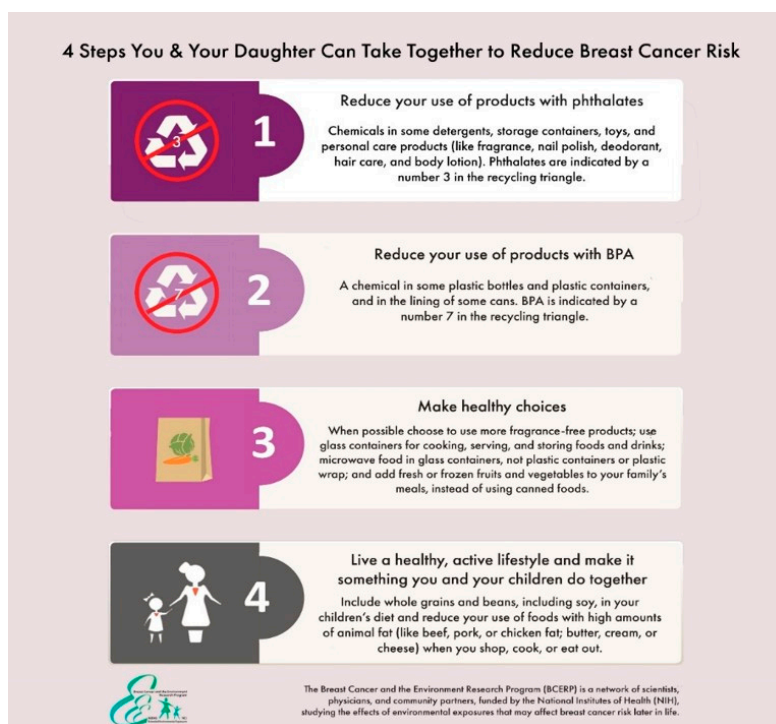 4 Steps You & Your Daughter Can Take Together to Reduce Breast Cancer Risk
3
1
Reduce your use of products with phthalates
Chemicals in some detergents, storage containers, toys, and
personal care products (like fragrance, nail polish, deodorant,
hair care, and body lotion). Phthalates are indicated by a
number 3 in the recycling triangle.
7
2
Reduce your use of products with BPA
A chemical in some plastic bottles and plastic containers,
and in the lining of some cans. BPA is indicated by a
number 7 in the recycling triangle.
3
Make healthy choices
When possible choose to use more fragrance-free products; use
glass containers for cooking, serving, and storing foods and drinks;
microwave food in glass containers, not plastic containers or plastic
wrap; and add fresh or frozen fruits and vegetables to your family's
meals, instead of using canned foods.
4
Live a healthy, active lifestyle and make it
something you and your children do together
Include whole grains and beans, including soy, in your
children's diet and reduce your use of foods with high amounts
of animal fat (like beef, pork, or chicken fat; butter, cream, or
cheese) when you shop, cook, or eat out.
Breast Cancer and the Environment
Research Program
The Breast Cancer and the Environment Research Program (BCERP) is a network of scientists,
physicians, and community partners, funded by the National Institutes of Health (NIH),
studying the effects of environmental exposures that may affect breast cancer risk later in life.